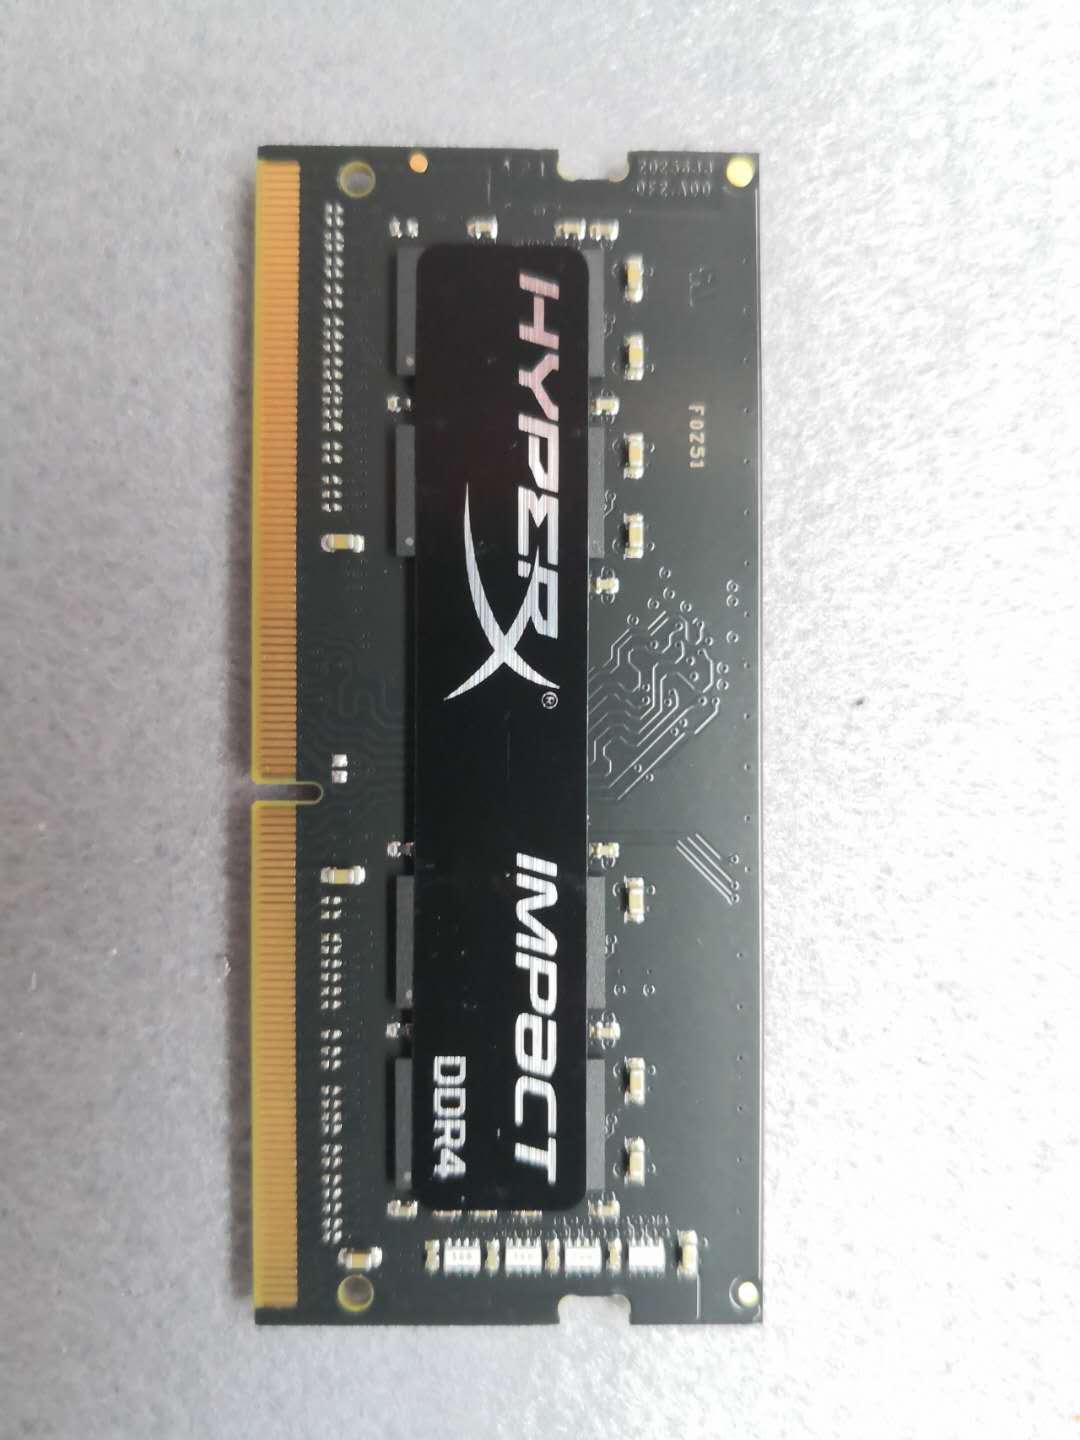 HYPERX®
IMPACT
DDR4
F0251